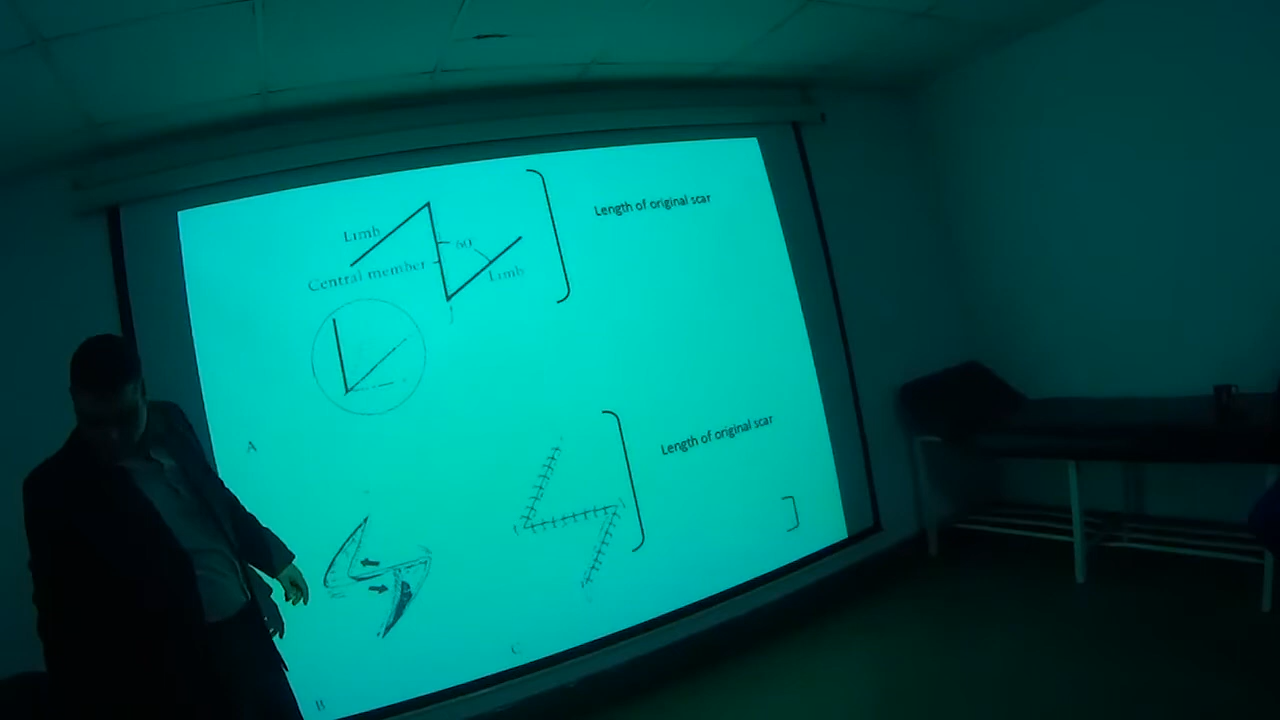 Length of original scar
Limb
60
Central member
Limb
A
Length of original scar
C
B